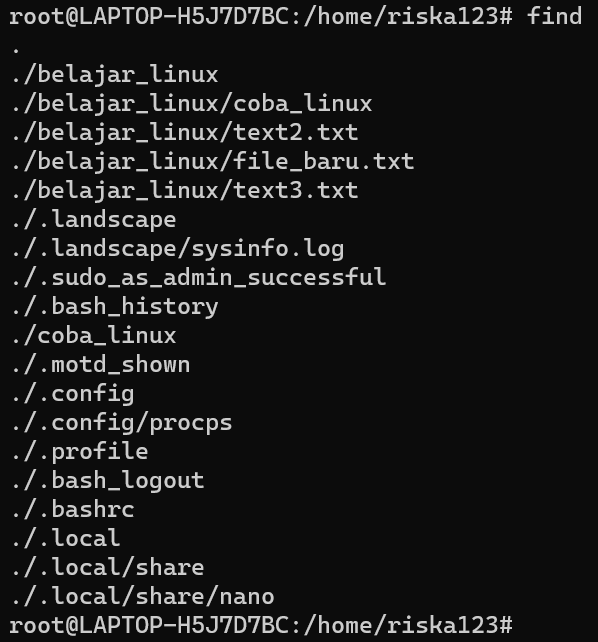 root@LAPTOP-H5J7D7BC:/home/riska123# find
.
./belajar_linux
./belajar_linux/coba_linux
./belajar_linux/text2.txt
./belajar_linux/file_baru.txt
./belajar_linux/text3.txt
./.landscape
./.landscape/sysinfo.log
./.sudo_as_admin_successful
./.bash_history
./coba_linux
./.motd_shown
./.config
./.config/procps
./.profile
./.bash_logout
./.bashrc
./.local
./.local/share
./.local/share/nano
root@LAPTOP-H5J7D7BC:/home/riska123#